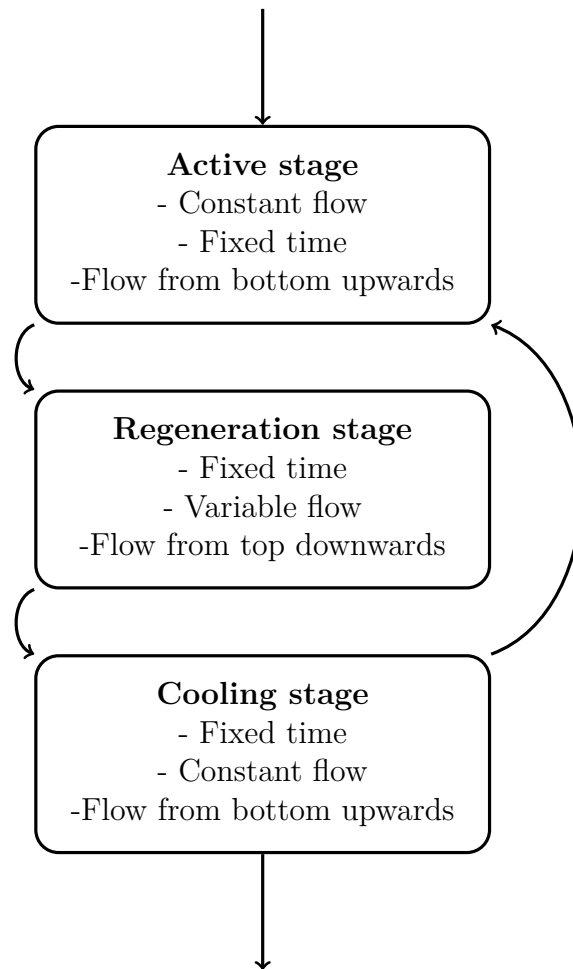 Active stage
- Constant flow
- Fixed time
-Flow from bottom upwards
Regeneration stage
- Fixed time
- Variable flow
-Flow from top downwards
Cooling stage
- Fixed time
- Constant flow
-Flow from bottom upwards